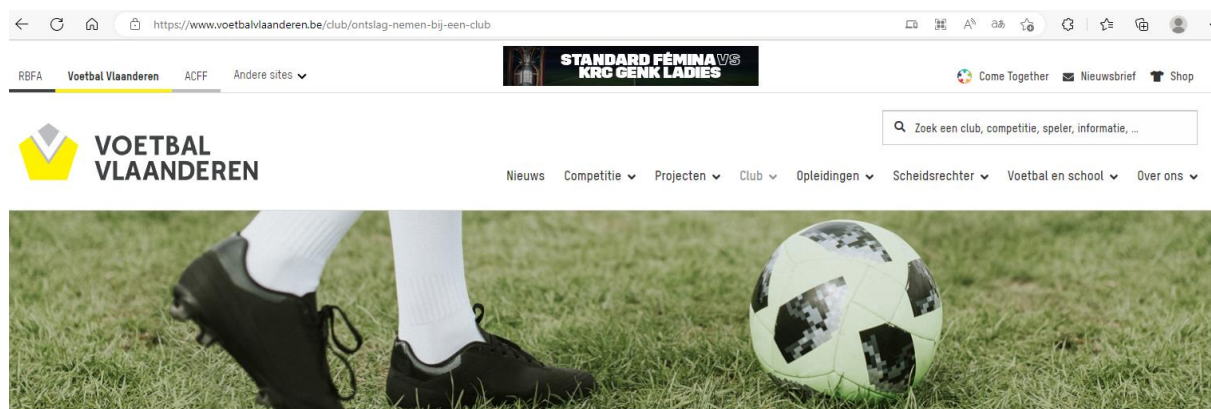 https://www.voetbalvlaanderen.be/club/ontslag-nemen-bij-een-club
RBFA Voetbal Vlaanderen ACFF Andere sites
STANDARD FÉMINA VS
KRC GENK LADIES
Come Together Nieuwsbrief Shop
VOETBAL
VLAANDEREN
Zoek een club, competitie, speler, informatie, ...
Nieuws Competitie Projecten Club Opleidingen Scheidsrechter Voetbal en school Over ons